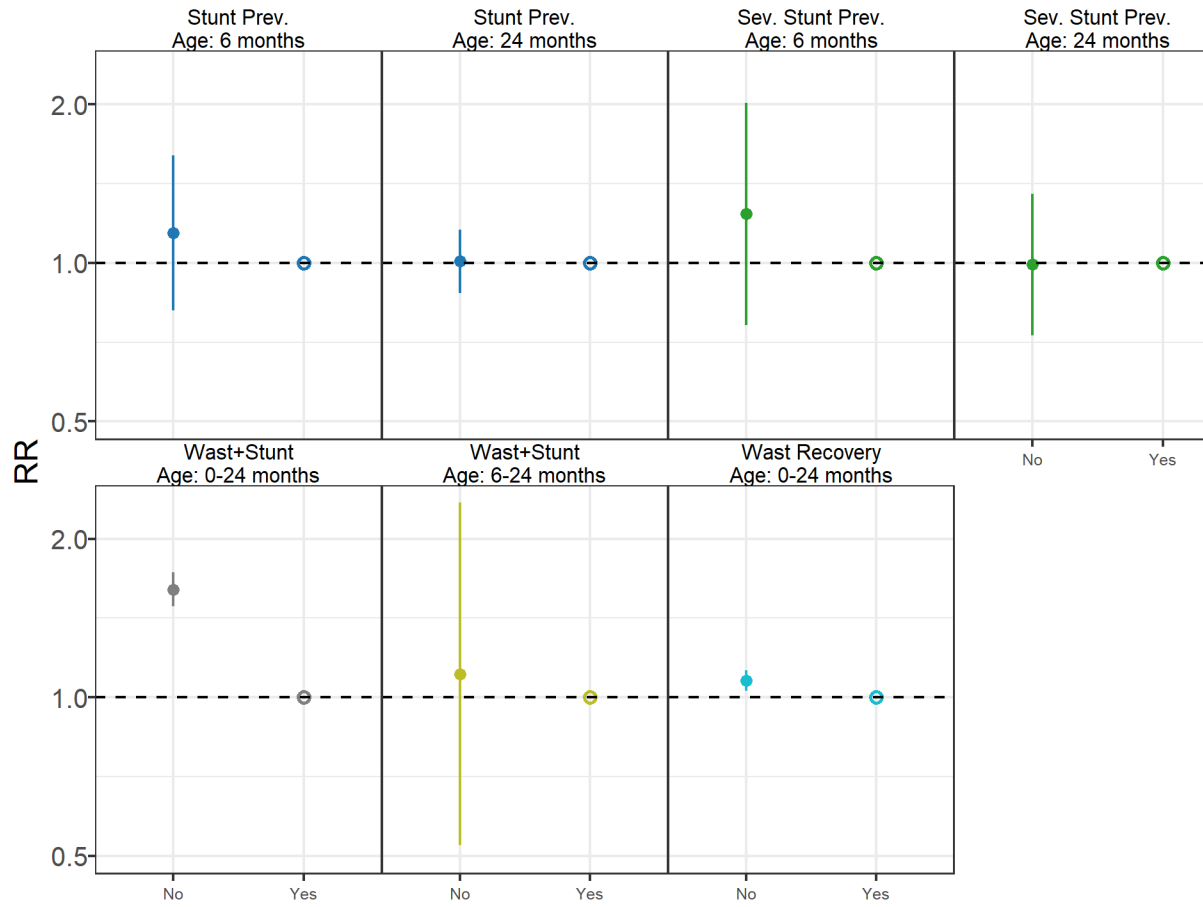 Stunt Prev.
Age: 6 months
Stunt Prev.
Age: 24 months
Sev. Stunt Prev.
Age: 6 months
Sev. Stunt Prev.
Age: 24 months
2.0
1.0
0.5
No
Yes
RR
Wast+Stunt
Age: 0-24 months
Wast+Stunt
Age: 6-24 months
Wast Recovery
Age: 0-24 months
2.0
1.0
0.5
No
Yes
No
Yes
No
Yes